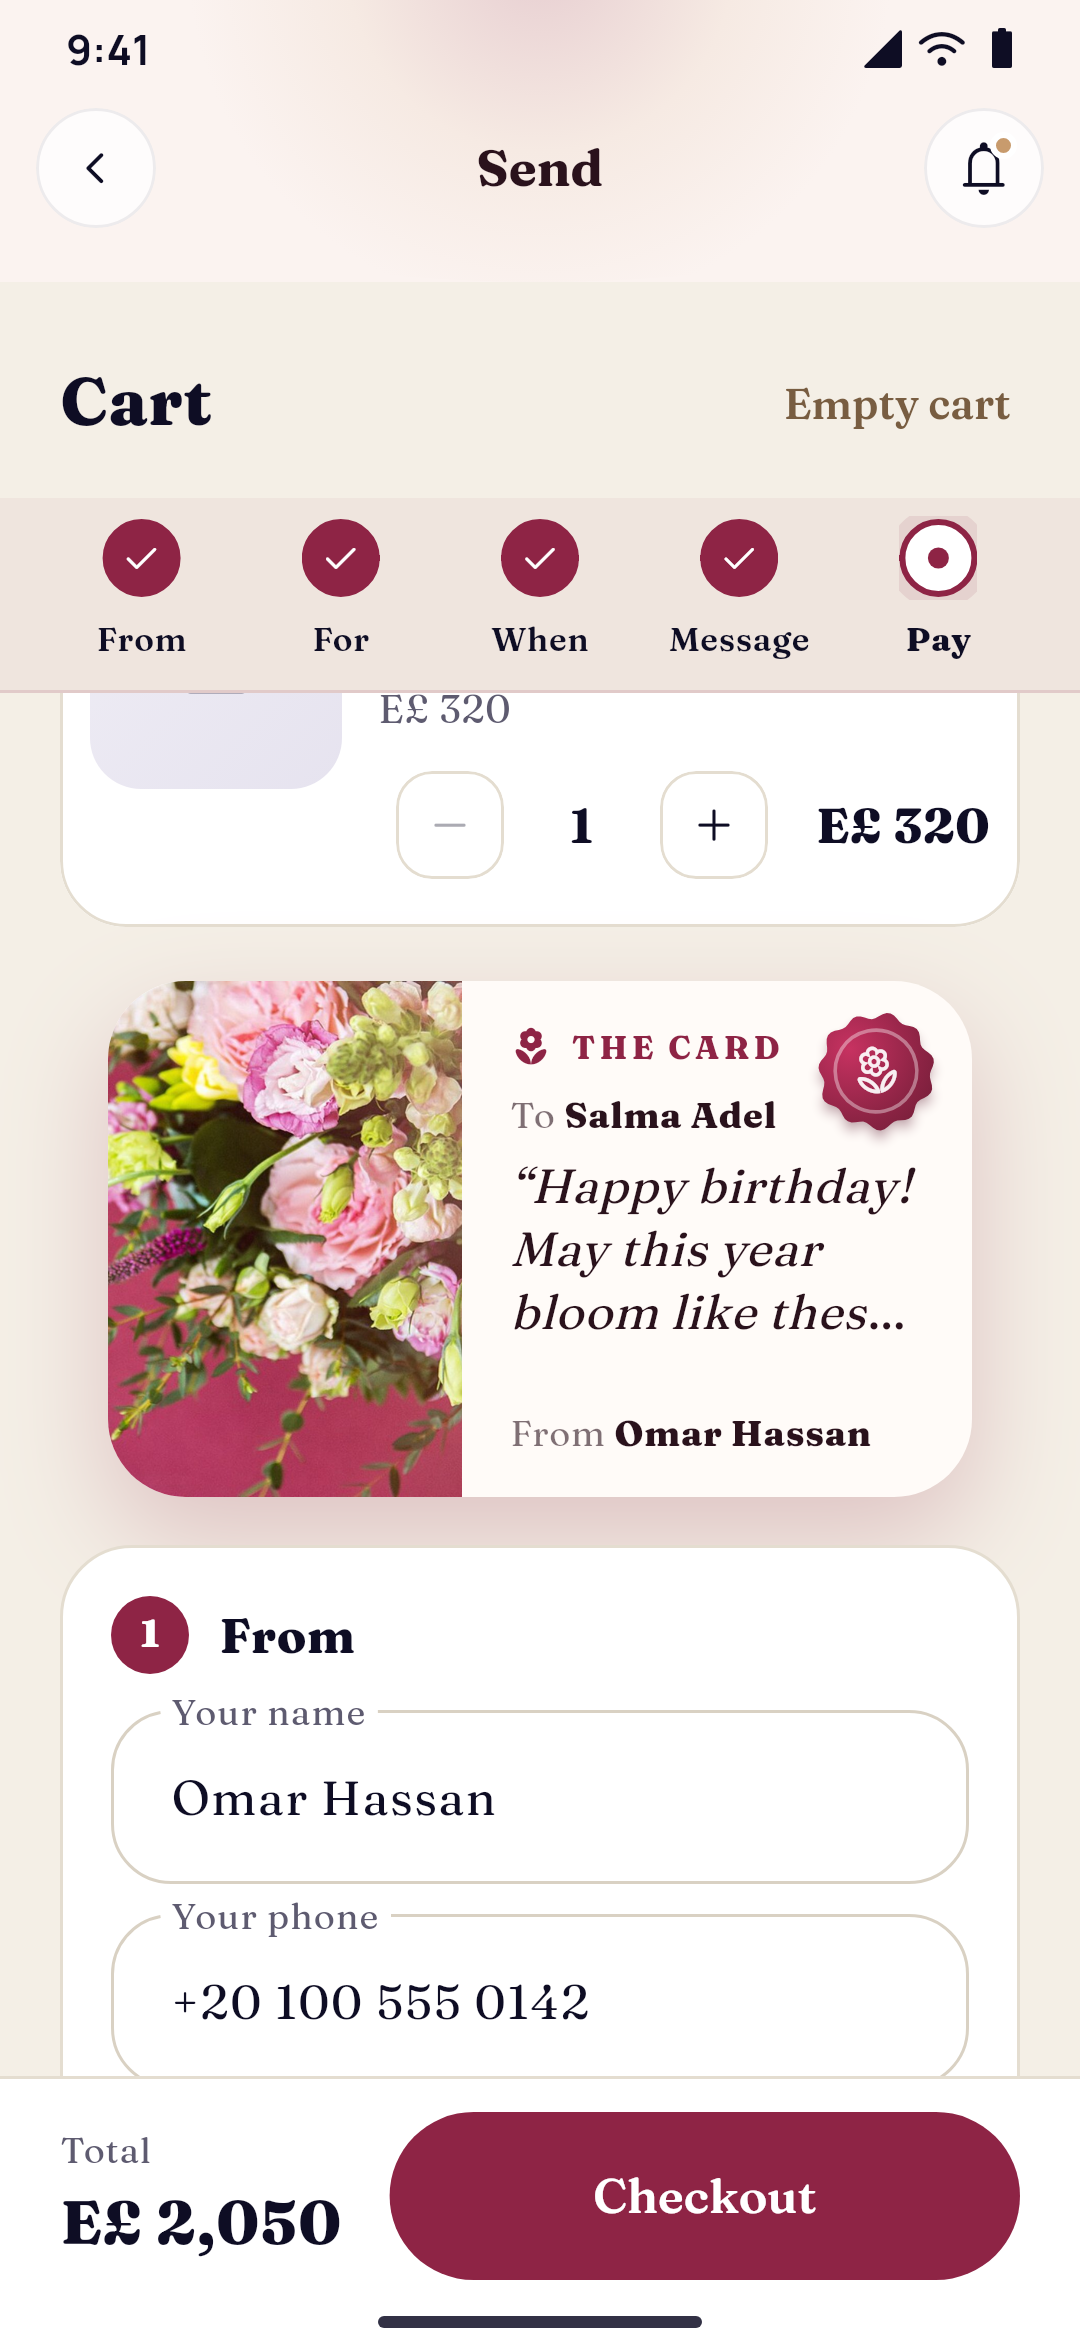 9:41
Send
Cart
Empty cart
From
For
When
Message
Pay
E£ 320
1
E£ 320
THE CARD
To Salma Adel
“Happy birthday!
May this year
bloom like thes...
From Omar Hassan
1
From
Your name
Omar Hassan
Your phone
+20 100 555 0142
Total
E£ 2,050
Checkout